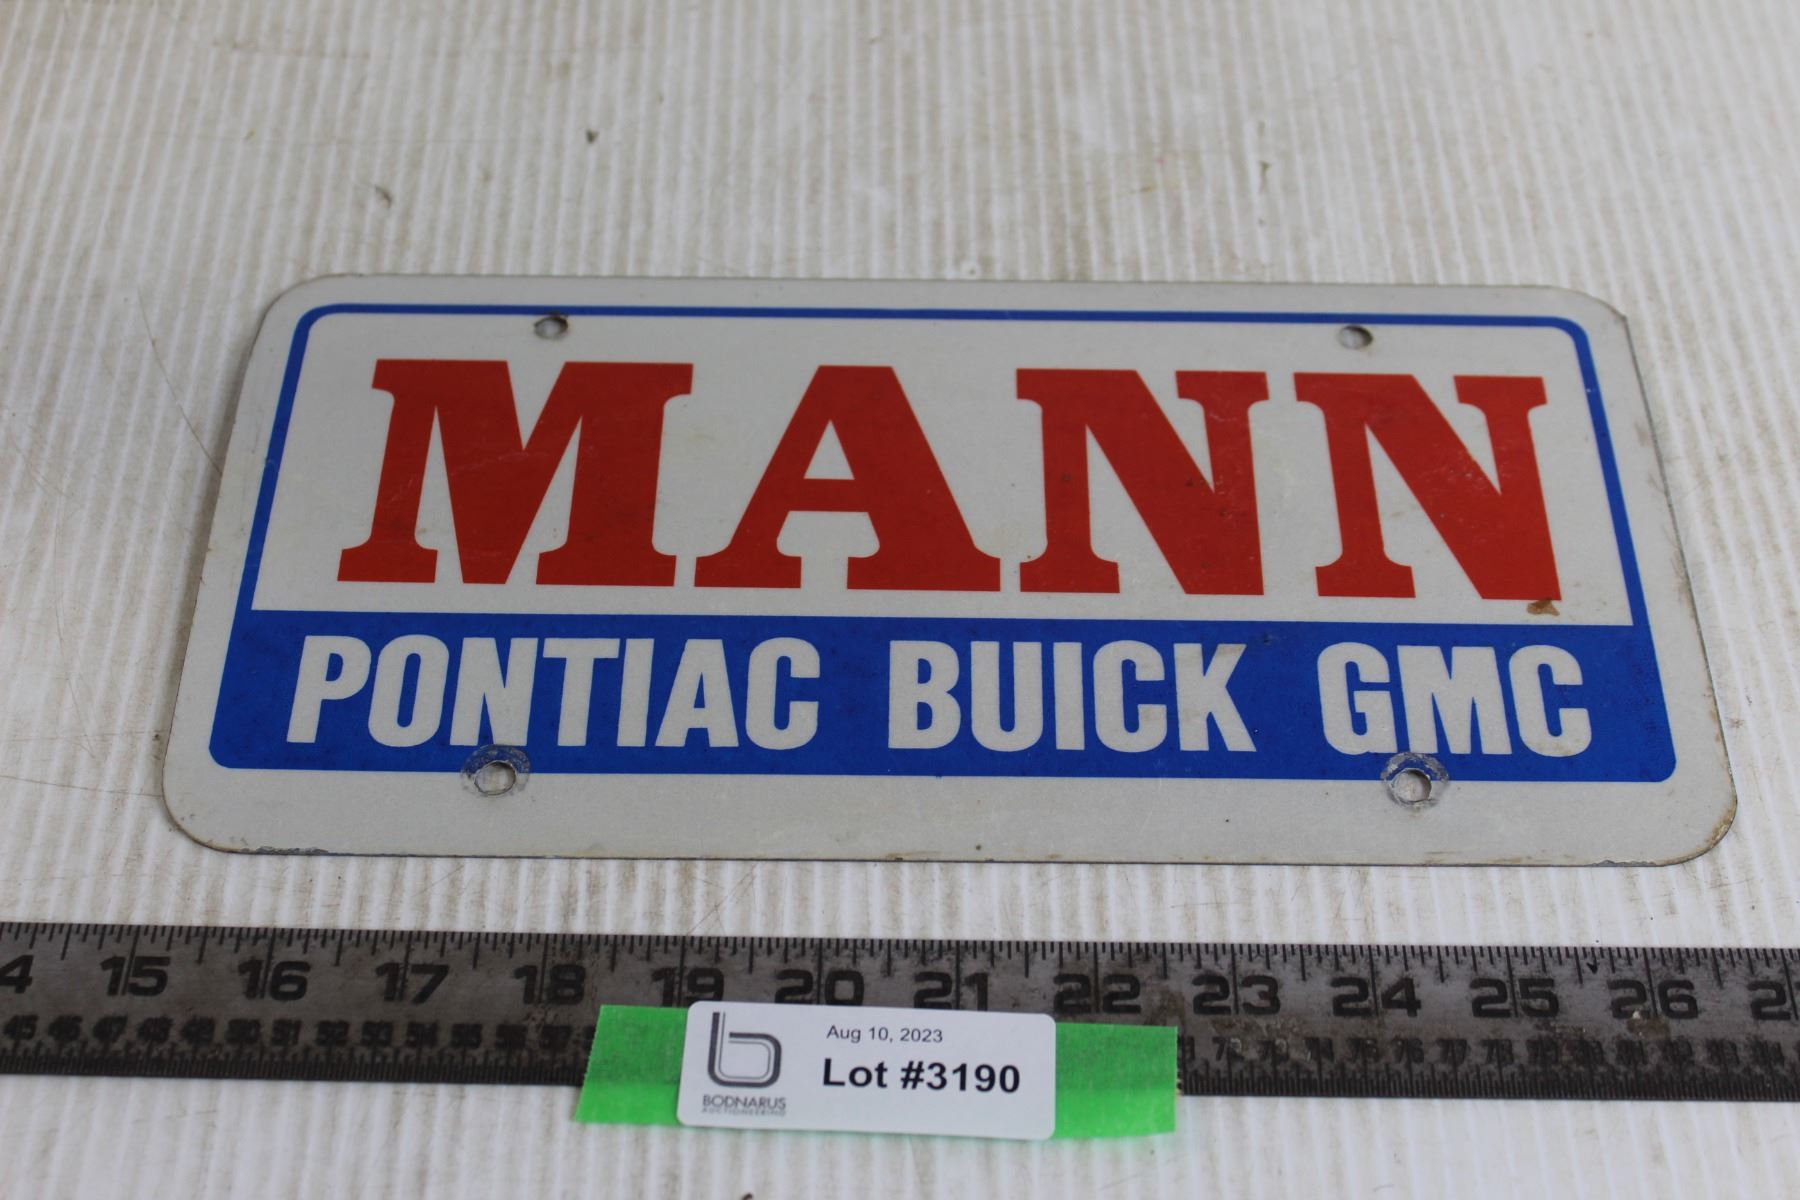 MANN
PONTIAC BUICK GMC
15 16 17 18 19 20 21 22 23 24 25 26
Aug 10, 2023
Lot #3190
BODNARUS
AUCTIONEERING